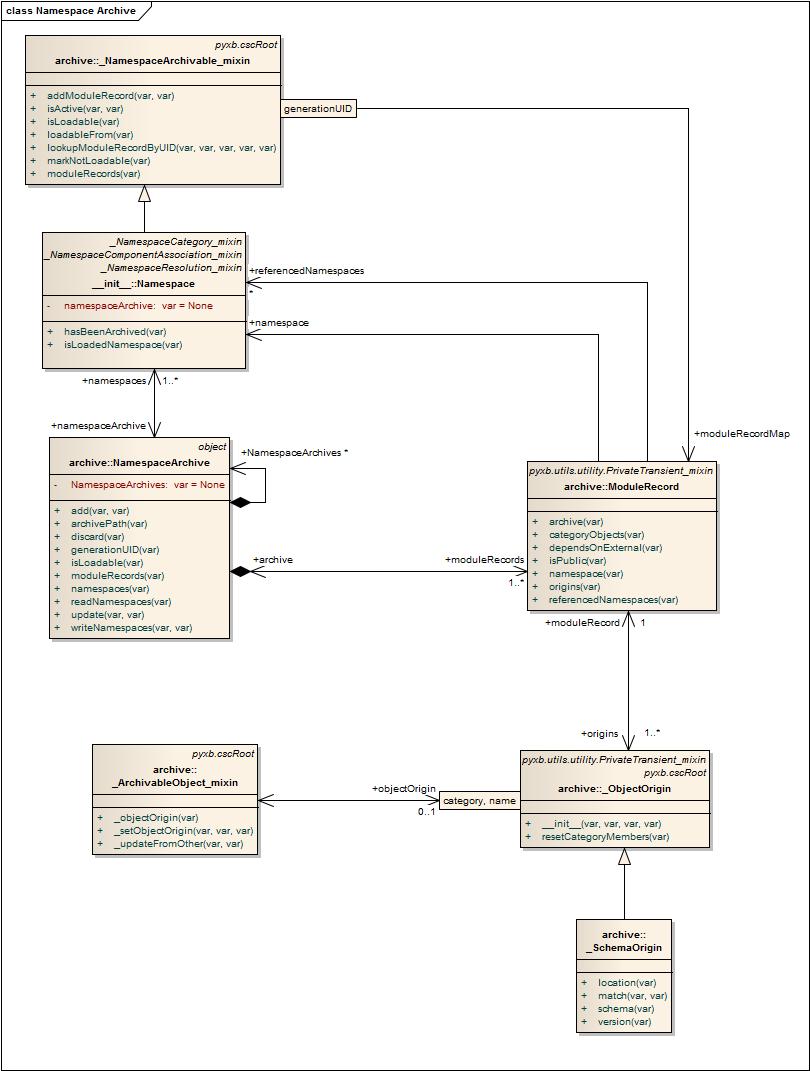 class Namespace Archive
pyxb.cscRoot
archive::_NamespaceArchivable_mixin
+ addModuleRecord(var, var)
+ isActive(var, var)
+ isLoadable(var)
+ loadableFrom(var)
+ lookupModuleRecordByUID(var, var, var, var, var)
+ markNotLoadable(var)
+ moduleRecords(var)
generationUID
_NamespaceCategory_mixin
_NamespaceComponentAssociation_mixin
_NamespaceResolution_mixin
__init__::Namespace
- namespaceArchive: var = None
+ hasBeenArchived(var)
+ isLoadedNamespace(var)
+referencedNamespaces
*
+namespace
+namespaces 1..*
+namespaceArchive
object
archive::NamespaceArchive
- NamespaceArchives: var = None
+ add(var, var)
+ archivePath(var)
+ discard(var)
+ generationUID(var)
+ isLoadable(var)
+ moduleRecords(var)
+ namespaces(var)
+ readNamespaces(var)
+ update(var, var)
+ writeNamespaces(var, var)
+NamespaceArchives *
+moduleRecordMap
pyxb.utils.utility.PrivateTransient_mixin
archive::ModuleRecord
+ archive(var)
+ categoryObjects(var)
+ dependsOnExternal(var)
+ isPublic(var)
+ namespace(var)
+ origins(var)
+ referencedNamespaces(var)
+archive
+moduleRecords
1..*
+moduleRecord 1
+origins 1..*
pyxb.cscRoot
archive::
_ArchivableObject_mixin
+ _objectOrigin(var)
+ _setObjectOrigin(var, var, var)
+ _updateFromOther(var, var)
+objectOrigin
0..1
category, name
pyxb.utils.utility.PrivateTransient_mixin
pyxb.cscRoot
archive::_ObjectOrigin
+ __init__(var, var, var, var)
+ resetCategoryMembers(var)
archive::
_SchemaOrigin
+ location(var)
+ match(var, var)
+ schema(var)
+ version(var)